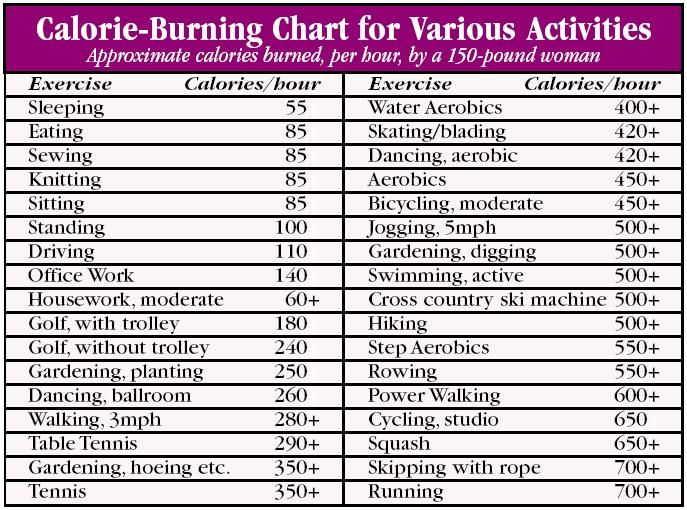 Calorie-Burning Chart for Various Activities
Approximate calories burned, per hour, by a 150-pound woman
Exercise Calories/hour Exercise Calories/hour
Sleeping 55 Water Aerobics 400+
Eating 85 Skating/blading 420+
Sewing 85 Dancing, aerobic 420+
Knitting 85 Aerobics 450+
Sitting 85 Bicycling, moderate 450+
Standing 100 Jogging, 5mph 500+
Driving 110 Gardening, digging 500+
Office Work 140 Swimming, active 500+
Housework, moderate 60+ Cross country ski machine 500+
Golf, with trolley 180 Hiking 500+
Golf, without trolley 240 Step Aerobics 550+
Gardening, planting 250 Rowing 550+
Dancing, ballroom 260 Power Walking 600+
Walking, 3mph 280+ Cycling, studio 650
Table Tennis 290+ Squash 650+
Gardening, hoeing etc. 350+ Skipping with rope 700+
Tennis 350+ Running 700+